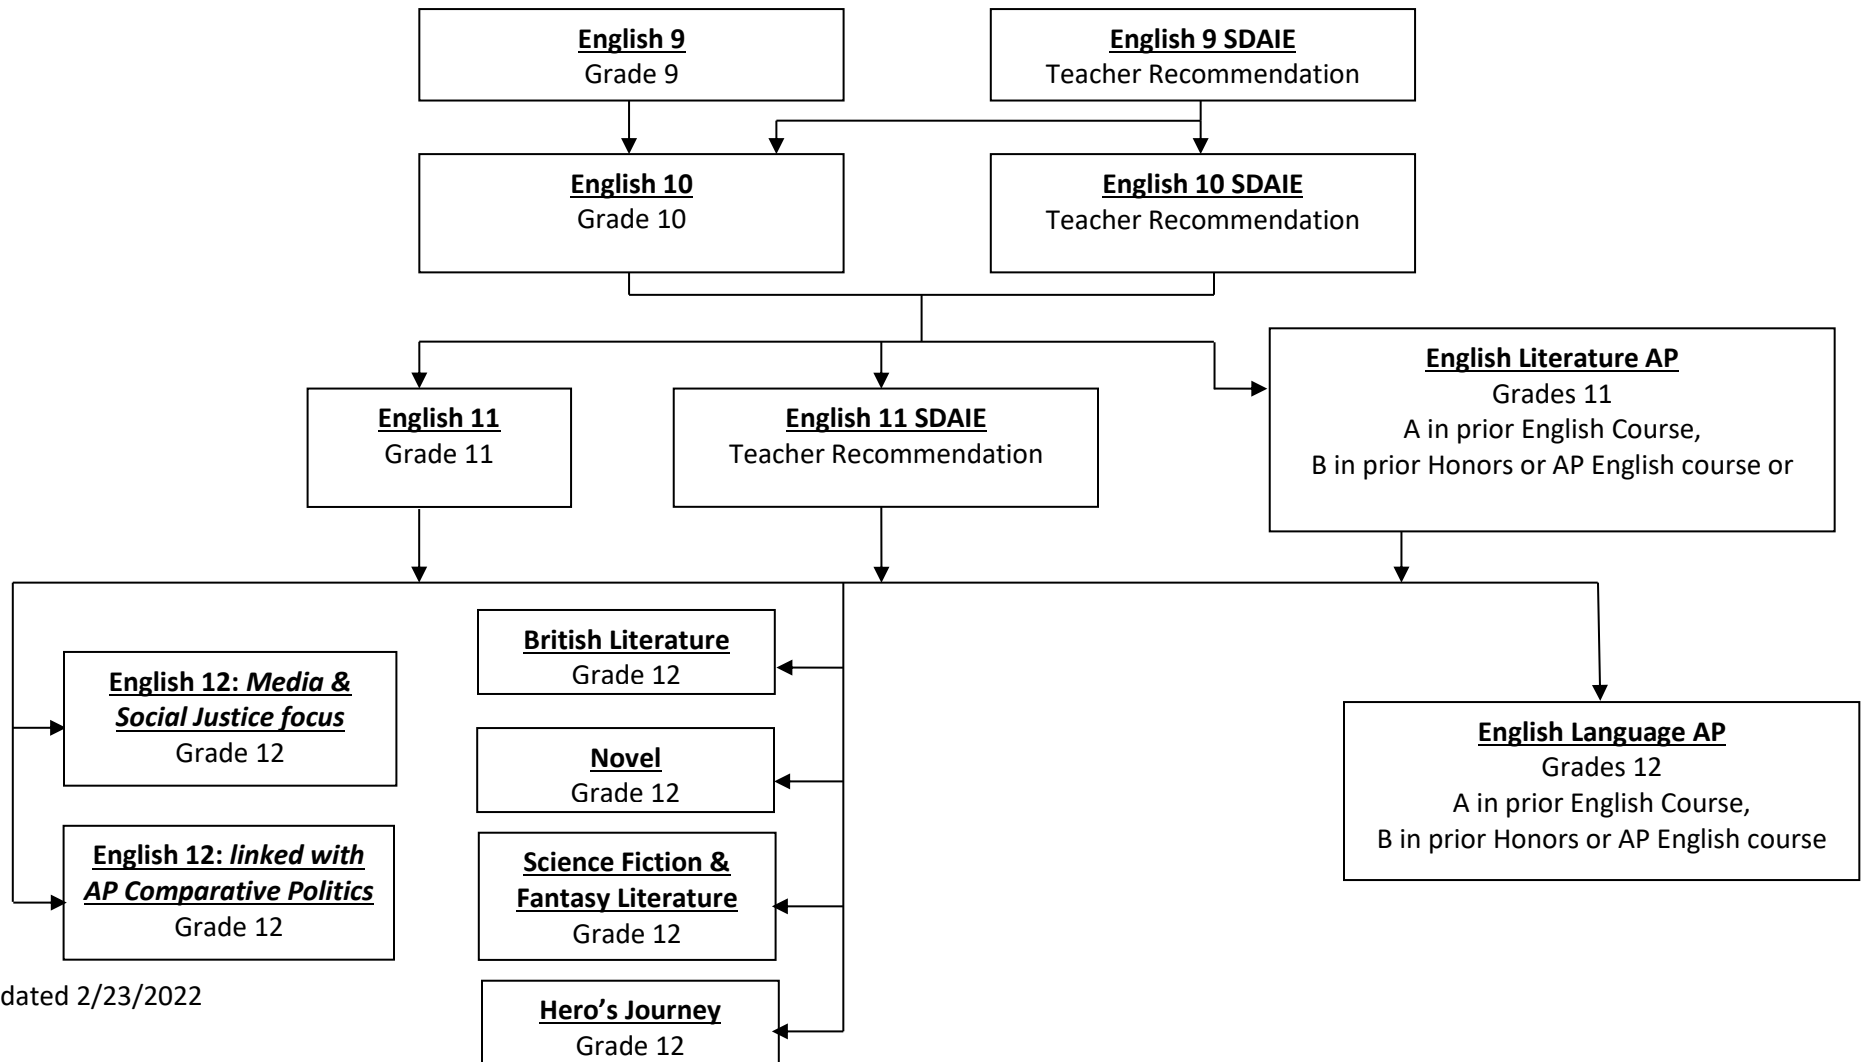 English 9
Grade 9
English 9 SDAIE
Teacher Recommendation
English 10
Grade 10
English 10 SDAIE
Teacher Recommendation
English 11
Grade 11
English 11 SDAIE
Teacher Recommendation
English Literature AP
Grades 11
A in prior English Course,
B in prior Honors or AP English course or
English 12: Media &
Social Justice focus
Grade 12
English 12: linked with
AP Comparative Politics
Grade 12
British Literature
Grade 12
Novel
Grade 12
Science Fiction &
Fantasy Literature
Grade 12
Hero’s Journey
Grade 12
English Language AP
Grades 12
A in prior English Course,
B in prior Honors or AP English course
dated 2/23/2022